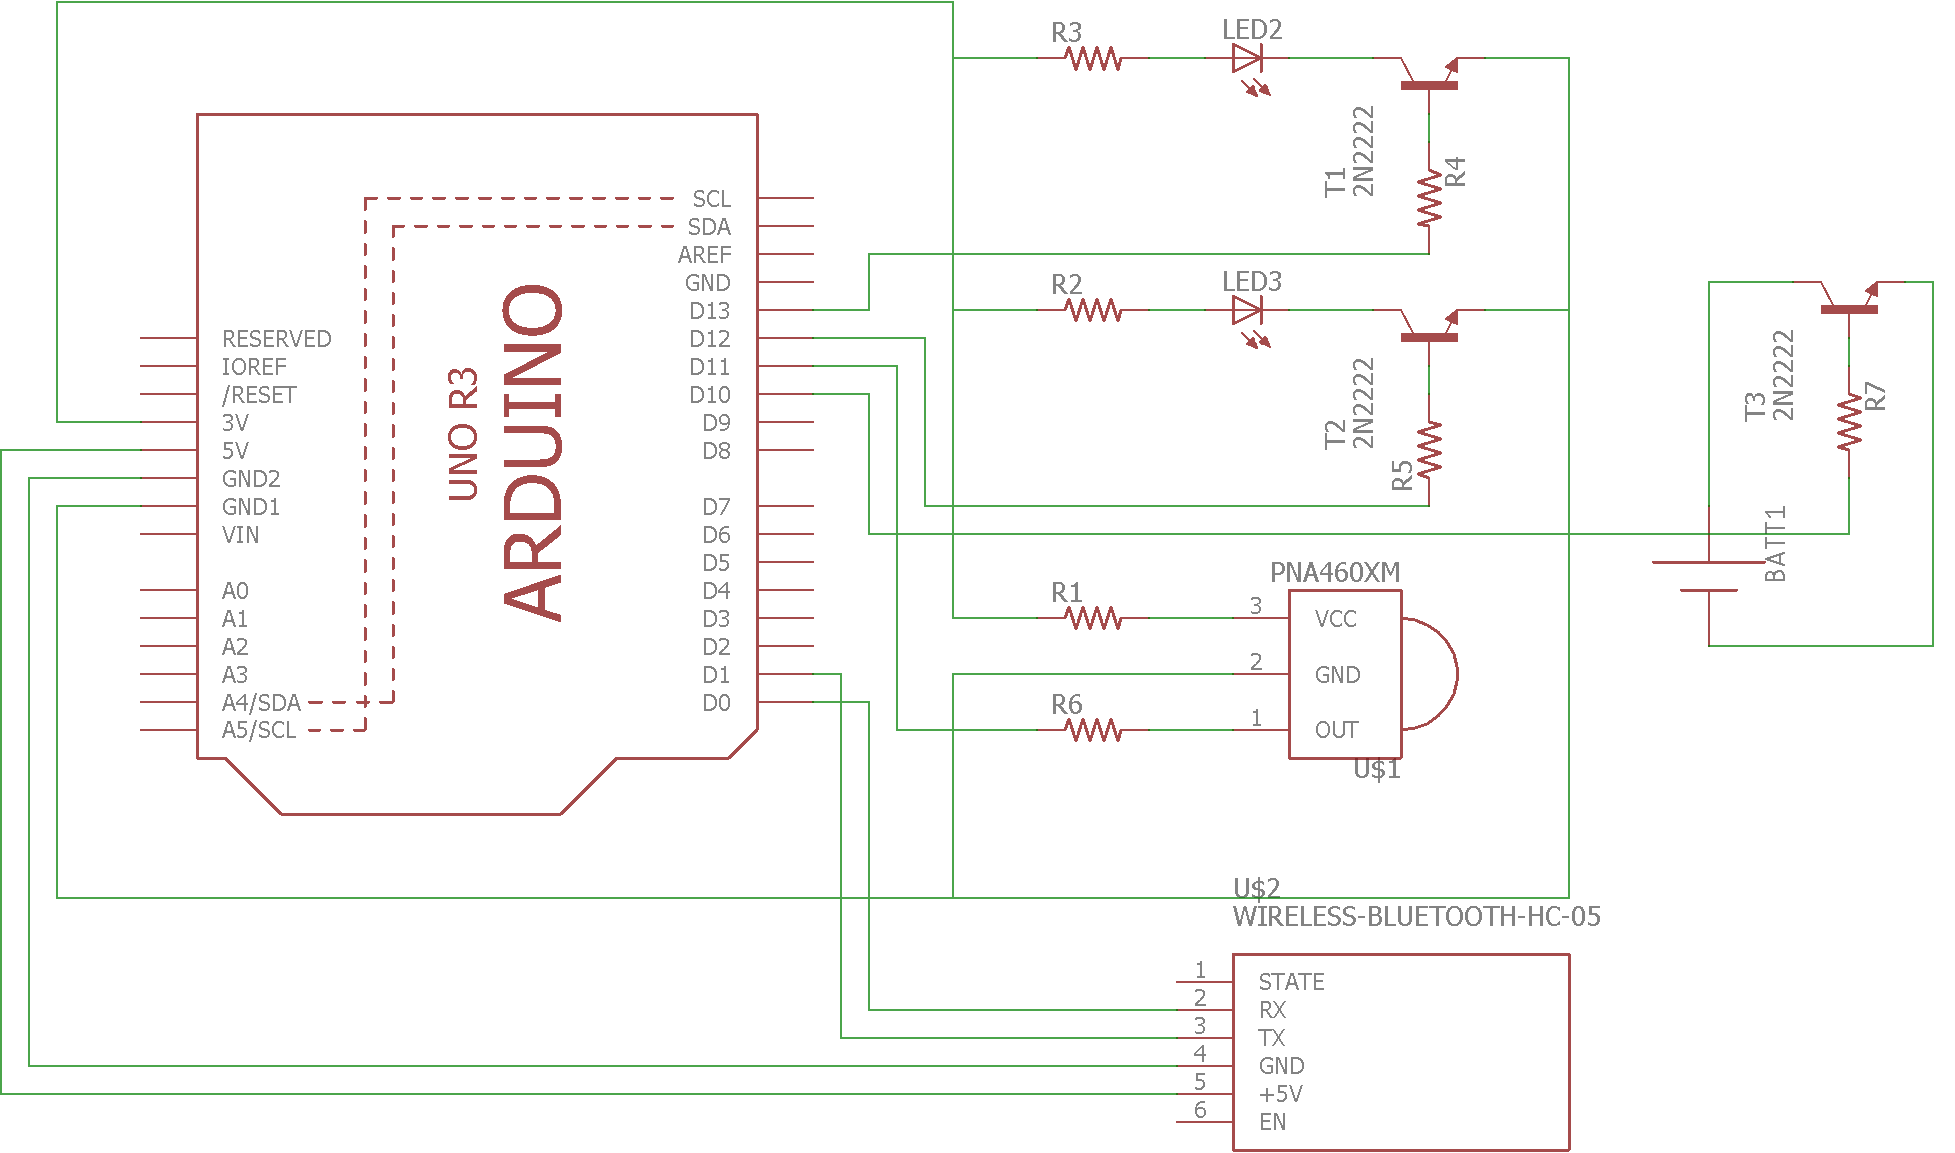 R3
LED2
T1
2N2222
R4
SCL
SDA
AREF
GND
D13
D12
D11
D10
D9
D8
D7
D6
D5
D4
D3
D2
D1
D0
RESERVED
IOREF
/RESET
3V
5V
GND2
GND1
VIN
A0
A1
A2
A3
A4/SDA
A5/SCL
UNO R3
ARDUINO
R2
LED3
T2
2N2222
R5
T3
2N2222
R7
BATT1
PNA460XM
R1
3
VCC
2
GND
R6
1
OUT
U$1
U$2
WIRELESS-BLUETOOTH-HC-05
1 STATE
2 RX
3 TX
4 GND
5 +5V
6 EN